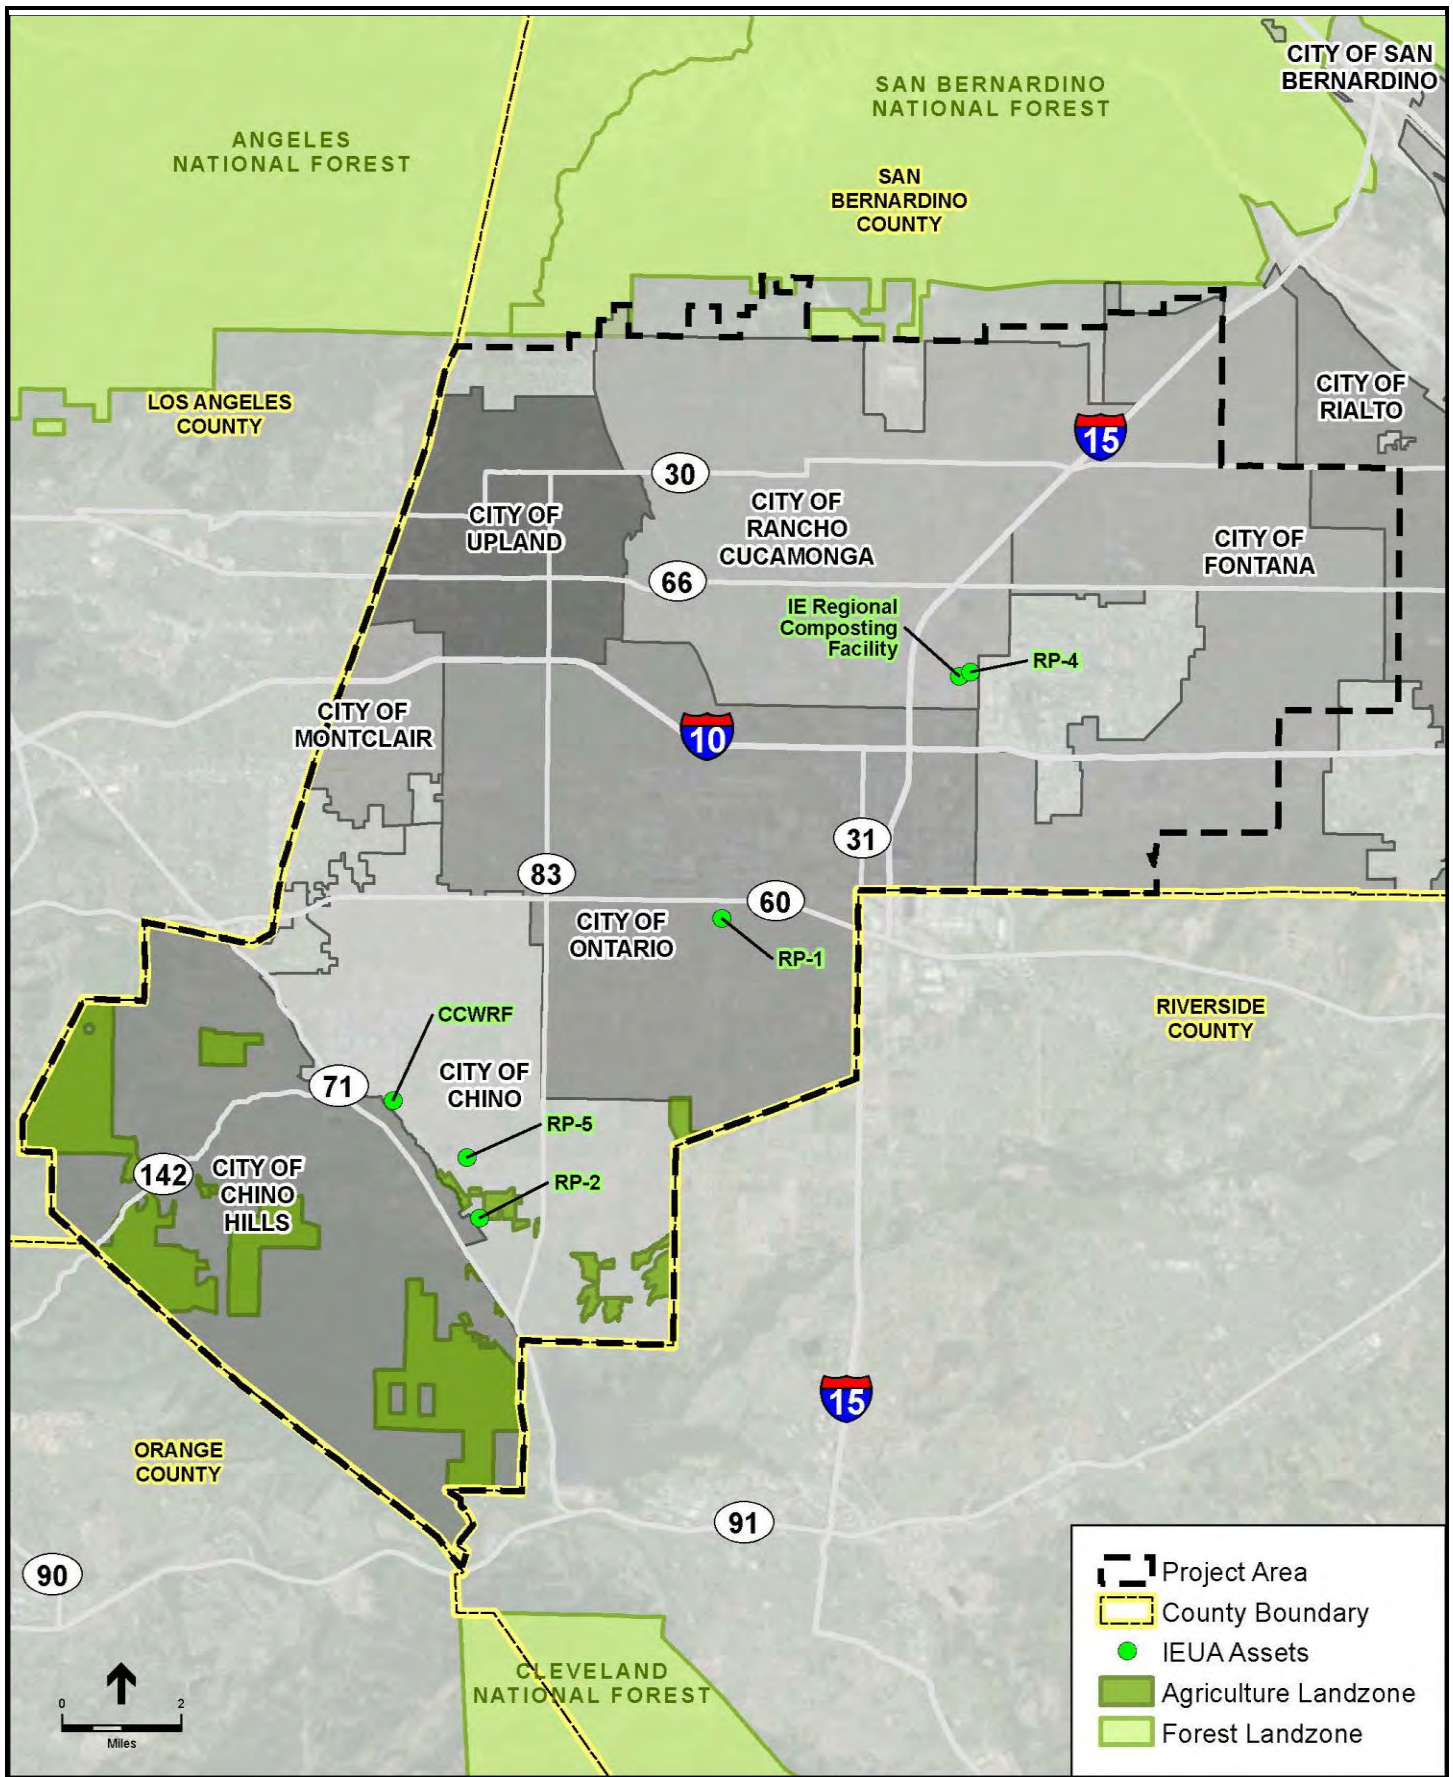 CITY OF SAN
BERNARDINO
SAN BERNARDINO
NATIONAL FOREST
ANGELES
NATIONAL FOREST
SAN
BERNARDINO
COUNTY
LOS ANGELES
COUNTY
CITY OF
RIALTO
15
30
CITY OF
UPLAND
CITY OF
RANCHO
CUCAMONGA
CITY OF
FONTANA
66
IE Regional
Composting
Facility
RP-4
CITY OF
MONTCLAIR
10
31
83
60
CITY OF
ONTARIO
RP-1
CCWRF
RIVERSIDE
COUNTY
71
CITY OF
CHINO
RP-5
142
CITY OF
CHINO
HILLS
RP-2
15
ORANGE
COUNTY
91
90
CLEVELAND
NATIONAL FOREST
0 2
Miles
Project Area
County Boundary
IEUA Assets
Agriculture Landzone
Forest Landzone